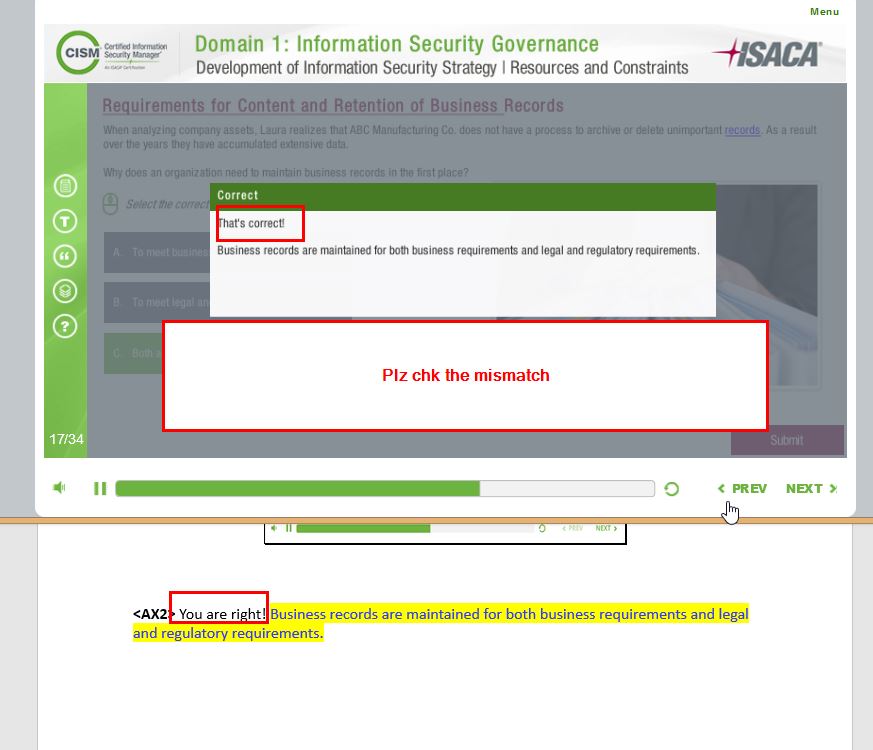 Menu
CISM Certified Information
Security Manager
An ISACA Certification
Domain 1: Information Security Governance
Development of Information Security Strategy | Resources and Constraints
ISACA
Requirements for Content and Retention of Business Records
When analyzing company assets, Laura realizes that ABC Manufacturing Co. does not have a process to archive or delete unimportant records. As a result
over the years they have accumulated extensive data.
Why does an organization need to maintain business records in the first place?
Select the correct
Correct
That's correct!
Business records are maintained for both business requirements and legal and regulatory requirements.
A. To meet busines
B. To meet legal an
C. Both a
Plz chk the mismatch
17/34
Submit
PREV NEXT
PREV NEXT
<AX2> You are right! Business records are maintained for both business requirements and legal
and regulatory requirements.